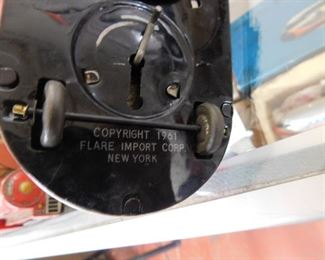 COPYRIGHT 1961
FLARE IMPORT CORP.
NEW YORK